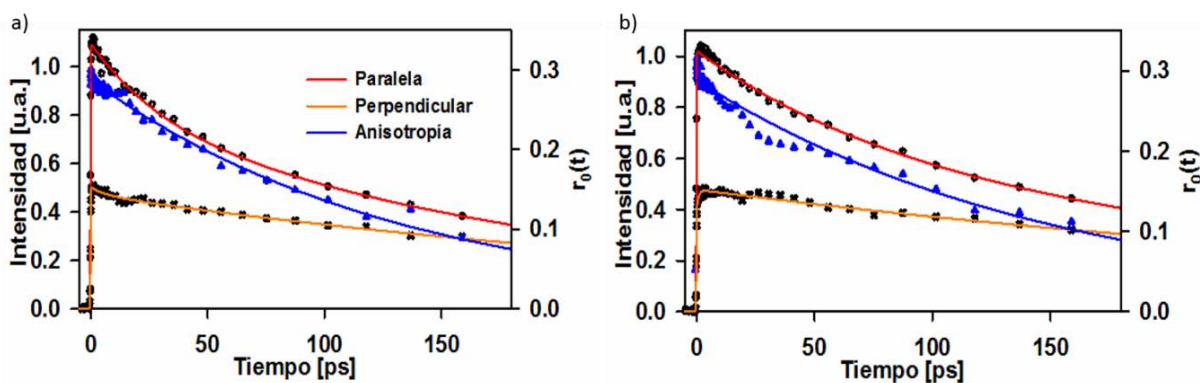 a)
Intensidad [u.a.]
1.0
0.8
0.6
0.4
0.2
0.0
Paralela
Perpendicular
Anisotropia
0.3
0.2
0.1
0.0
r₀(t)
0 50 100 150
Tiempo [ps]
b)
Intensidad [u.a.]
1.0
0.8
0.6
0.4
0.2
0.0
0.3
0.2
0.1
0.0
r₀(t)
0 50 100 150
Tiempo [ps]